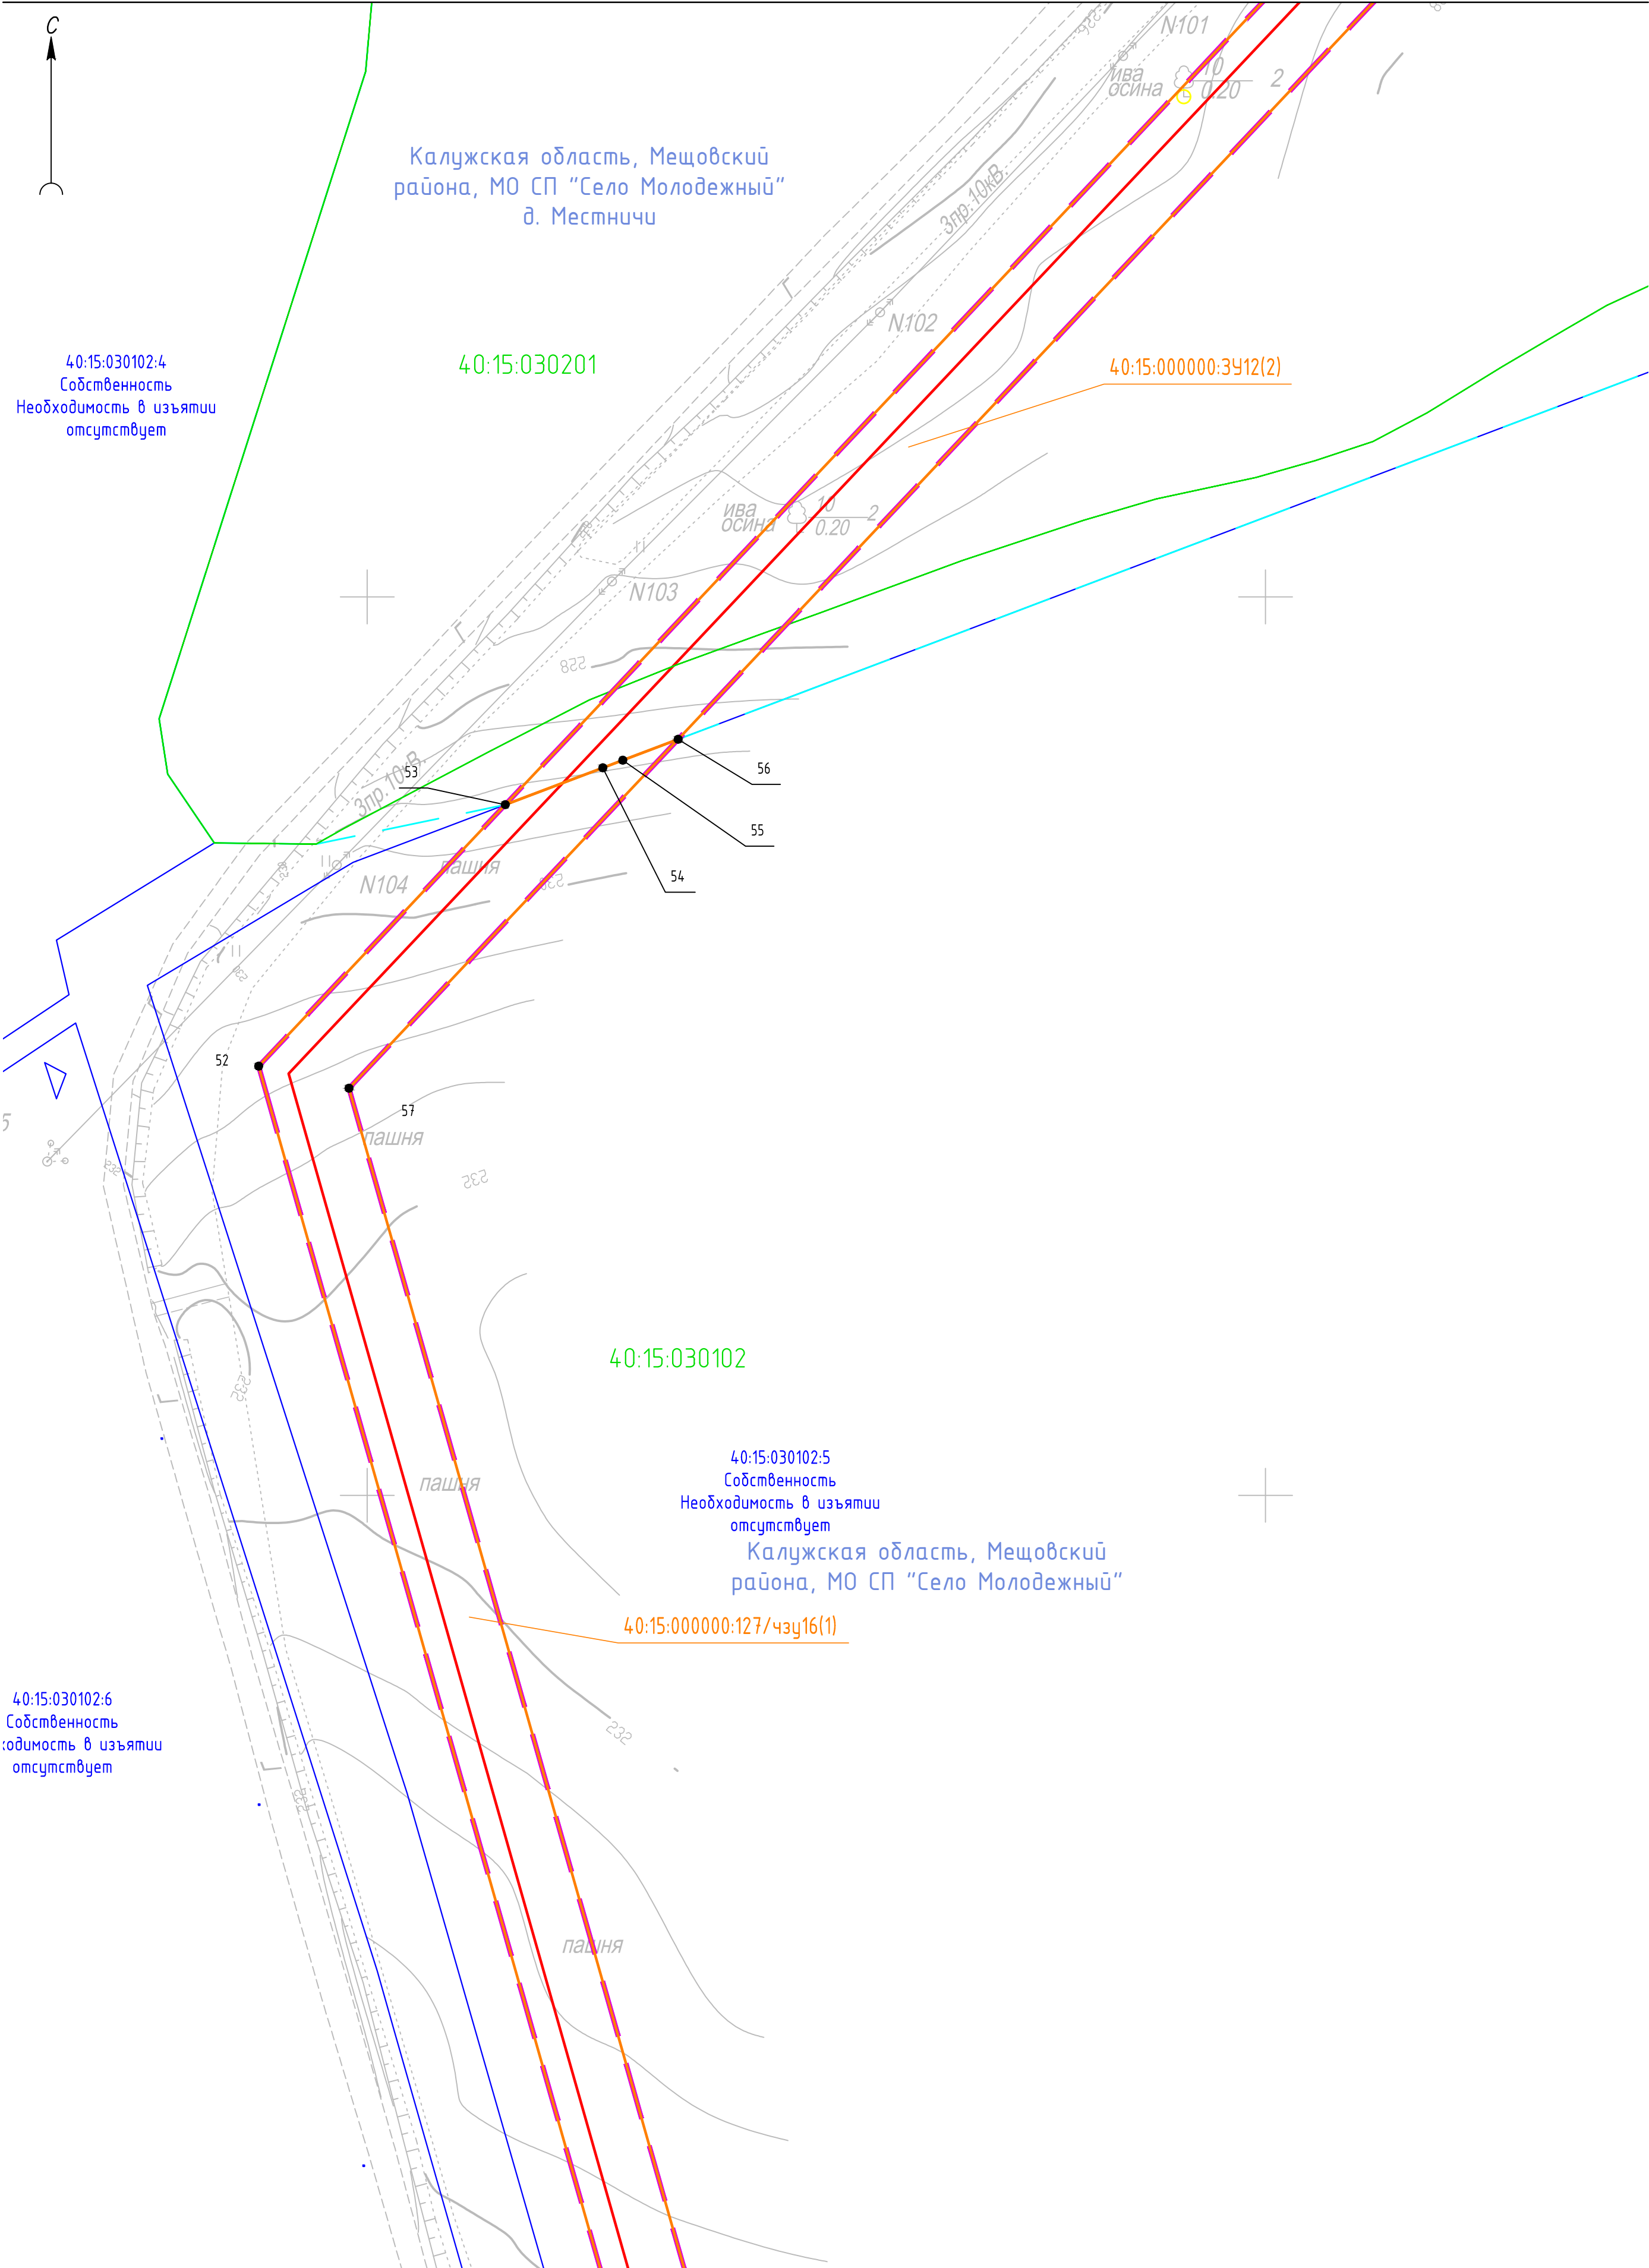 С
N101
ива
осина
10
0.20
2
Калужская область, Мещовский
района, МО СП "Село Молодежный"
д. Местничи
3пр.10кВ.
N102
40:15:030102:4
Собственность
Необходимость в изъятии
отсутствует
40:15:030201
40:15:000000:ЗУ12(2)
ива
осина
10
0.20
2
N103
228
3пр.10кВ.
53
56
55
54
пашня
N104
232
52
57
пашня
232
5
232
40:15:030102
40:15:030102:5
Собственность
Необходимость в изъятии
отсутствует
пашня
Калужская область, Мещовский
района, МО СП "Село Молодежный"
40:15:000000:127/чзу16(1)
40:15:030102:6
Собственность
ходимость в изъятии
отсутствует
232
пашня